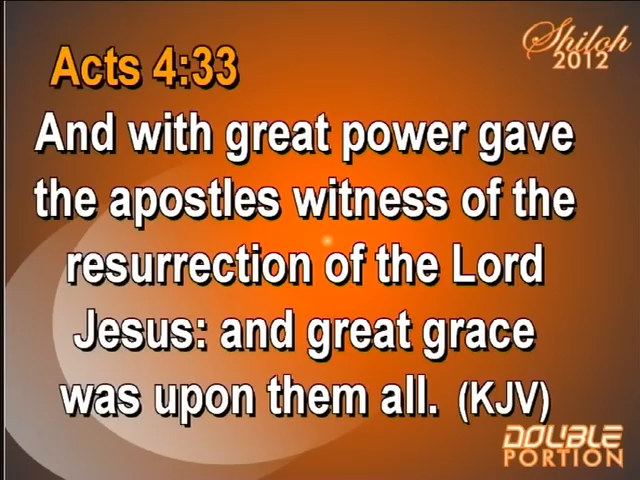 Shiloh
2012
Acts 4:33
And with great power gave
the apostles witness of the
resurrection of the Lord
Jesus: and great grace
was upon them all. (KJV)
DOUBLE
PORTION